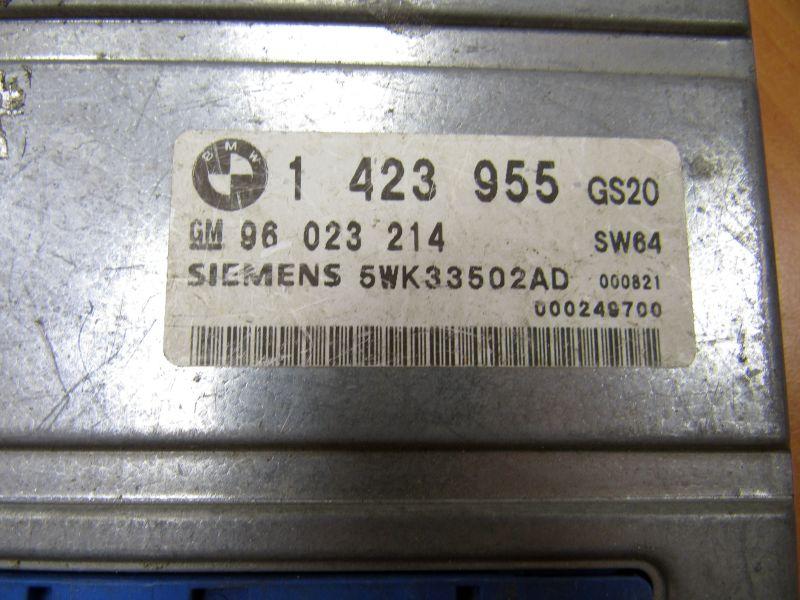 BMW 1 423 955 GS20
GM 96 023 214 SW64
SIEMENS 5WK33502AD 000821
000249700